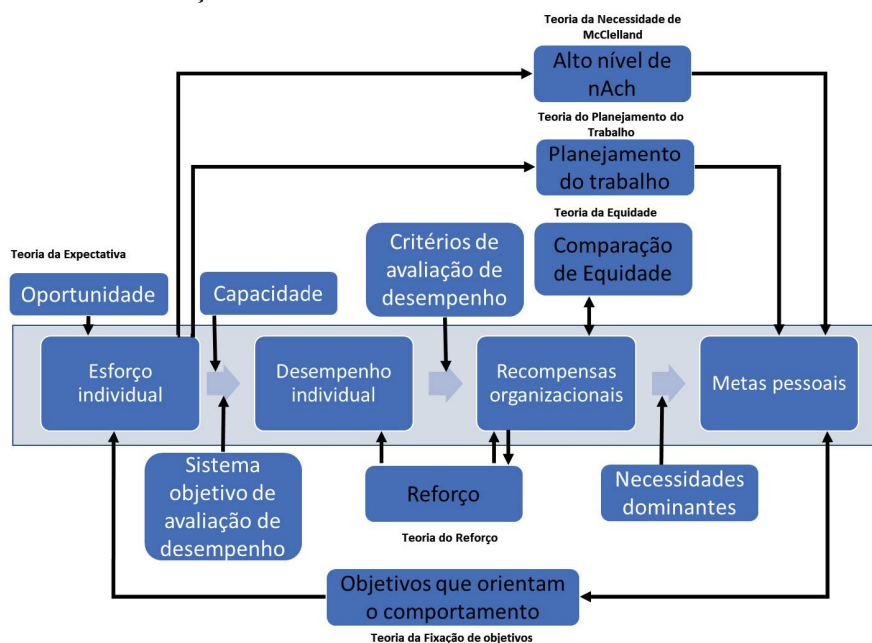 Teoria da Necessidade de
McClelland
Alto nível de
nAch
Teoria do Planejamento do
Trabalho
Planejamento
do trabalho
Teoria da Equidade
Comparação
de Equidade
Critérios de
avaliação de
desempenho
Teoria da Expectativa
Oportunidade
Capacidade
Esforço
individual
Desempenho
individual
Recompensas
organizacionais
Metas pessoais
Sistema
objetivo de
avaliação de
desempenho
Reforço
Necessidades
dominantes
Teoria do Reforço
Objetivos que orientam
o comportamento
Teoria da Fixação de objetivos